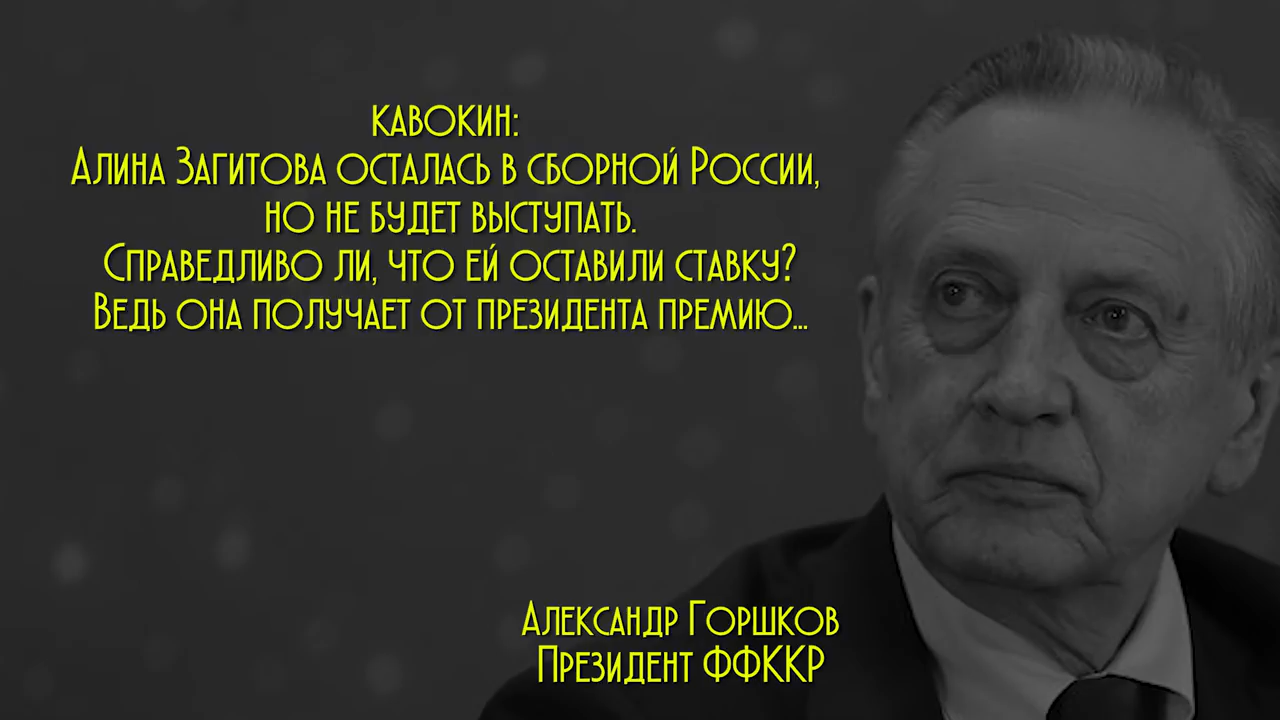 КАВОКИН:
Алина Загитова осталась в сборной России,
но не будет выступать.
Справедливо ли, что ей оставили ставку?
Ведь она получает от президента премию...
Александр Горшков
Президент ФФККР